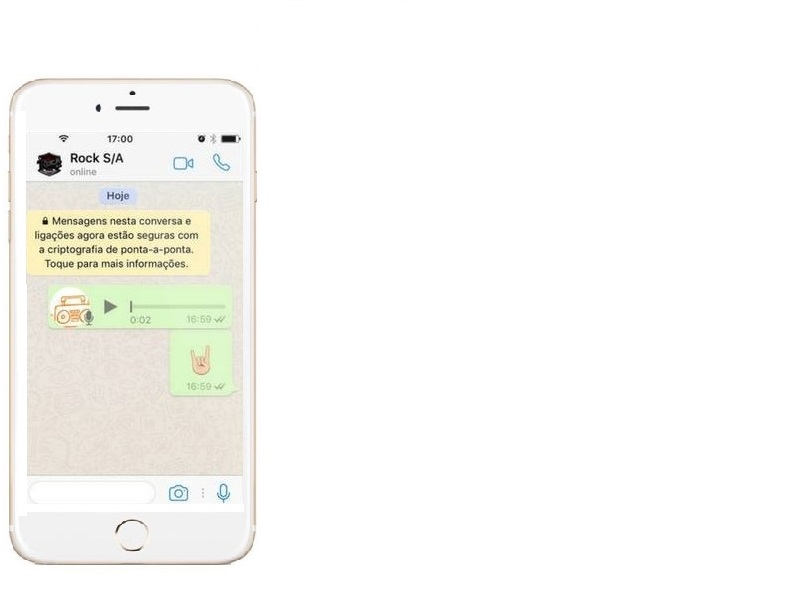 17:00
Rock S/A
online
Hoje
Mensagens nesta conversa e
ligações agora estão seguras com
a criptografia de ponta-a-ponta.
Toque para mais informações.
0:02 16:59
16:59